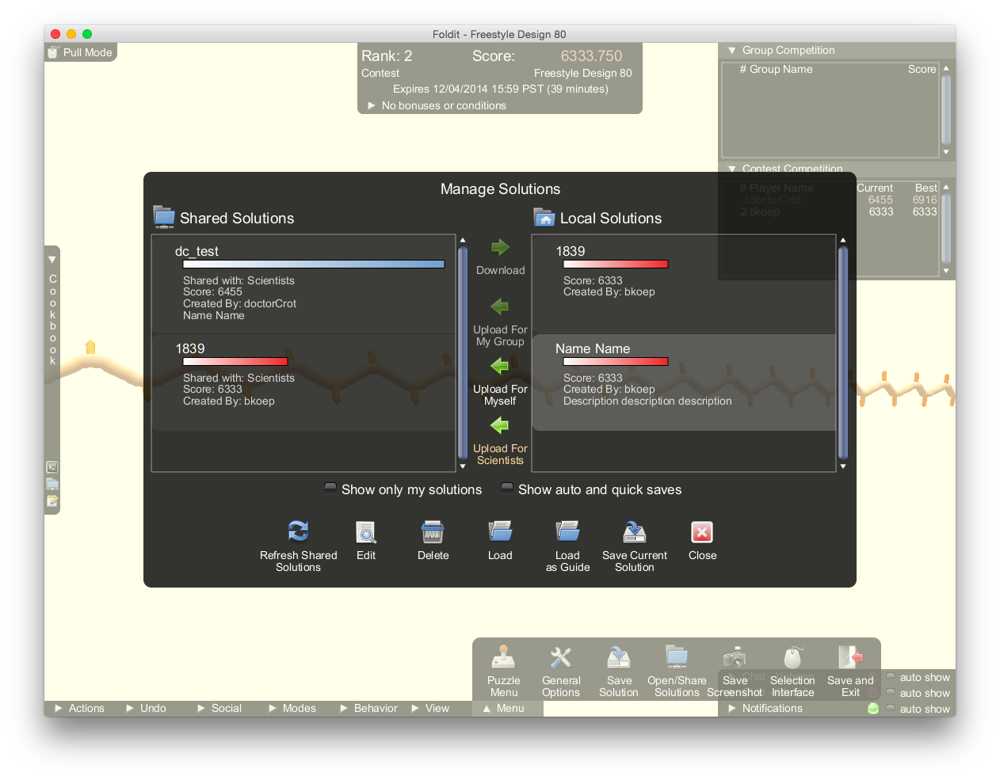 Foldit - Freestyle Design 80
Pull Mode
Rank: 2 Score: 6333.750
Contest Freestyle Design 80
Expires 12/04/2014 15:59 PST (39 minutes)
No bonuses or conditions
Group Competition
# Group Name Score
Contest Competition
# Player Name Current Best
1doctorCrot 6455 6916
2 bkoep 6333 6333
Cookbook
Manage Solutions
Shared Solutions
dc_test
Shared with: Scientists
Score: 6455
Created By: doctorCrot
Name Name
1839
Shared with: Scientists
Score: 6333
Created By: bkoep
Download
Upload For
My Group
Upload For
Myself
Upload For
Scientists
Local Solutions
1839
Score: 6333
Created By: bkoep
Name Name
Score: 6333
Created By: bkoep
Description description description
Show only my solutions Show auto and quick saves
Refresh Shared
Solutions
Edit
Delete
Load
Load
as Guide
Save Current
Solution
Close
Puzzle
Menu
General
Options
Save
Solution
Open/Share
Solutions
Save
Screenshot
Selection
Interface
Save and
Exit
Chat - Veteran
auto show
auto show
Actions Undo Social Modes Behavior View Menu
Notifications auto show